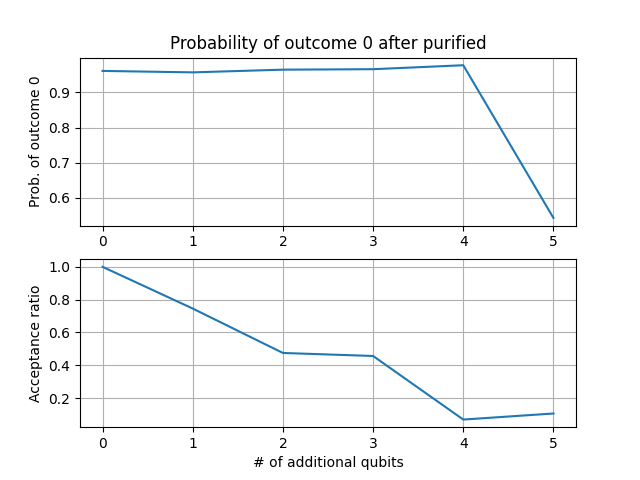 Probability of outcome 0 after purified
Prob. of outcome 0
0.9
0.8
0.7
0.6
0 1 2 3 4 5
Acceptance ratio
1.0
0.8
0.6
0.4
0.2
0 1 2 3 4 5
# of additional qubits